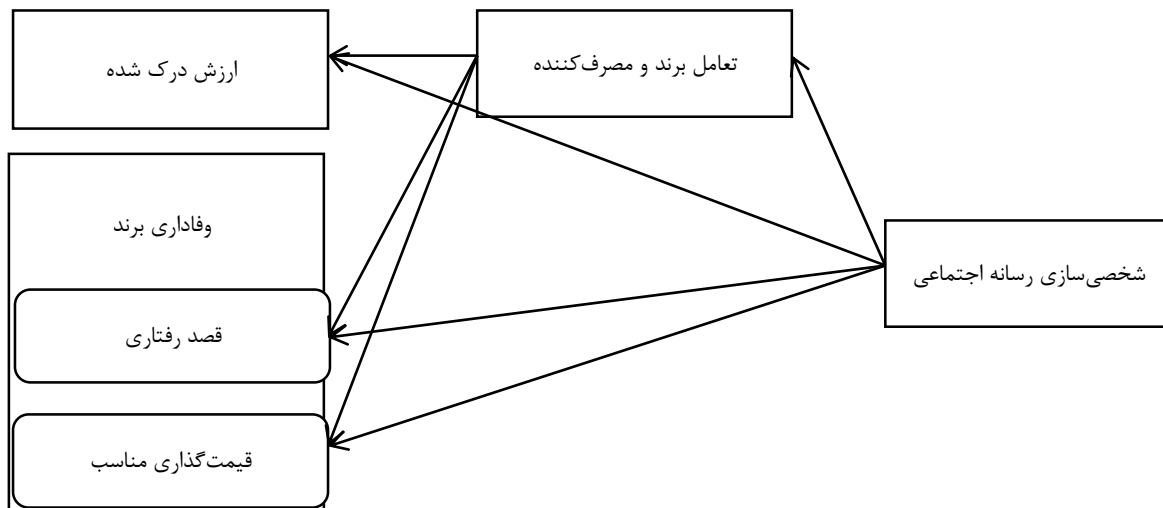 تعامل برند و مصرف‌کننده
ارزش درک شده
وفاداری برند
شخصی‌سازی رسانه اجتماعی
قصد رفتاری
قیمت‌گذاری مناسب